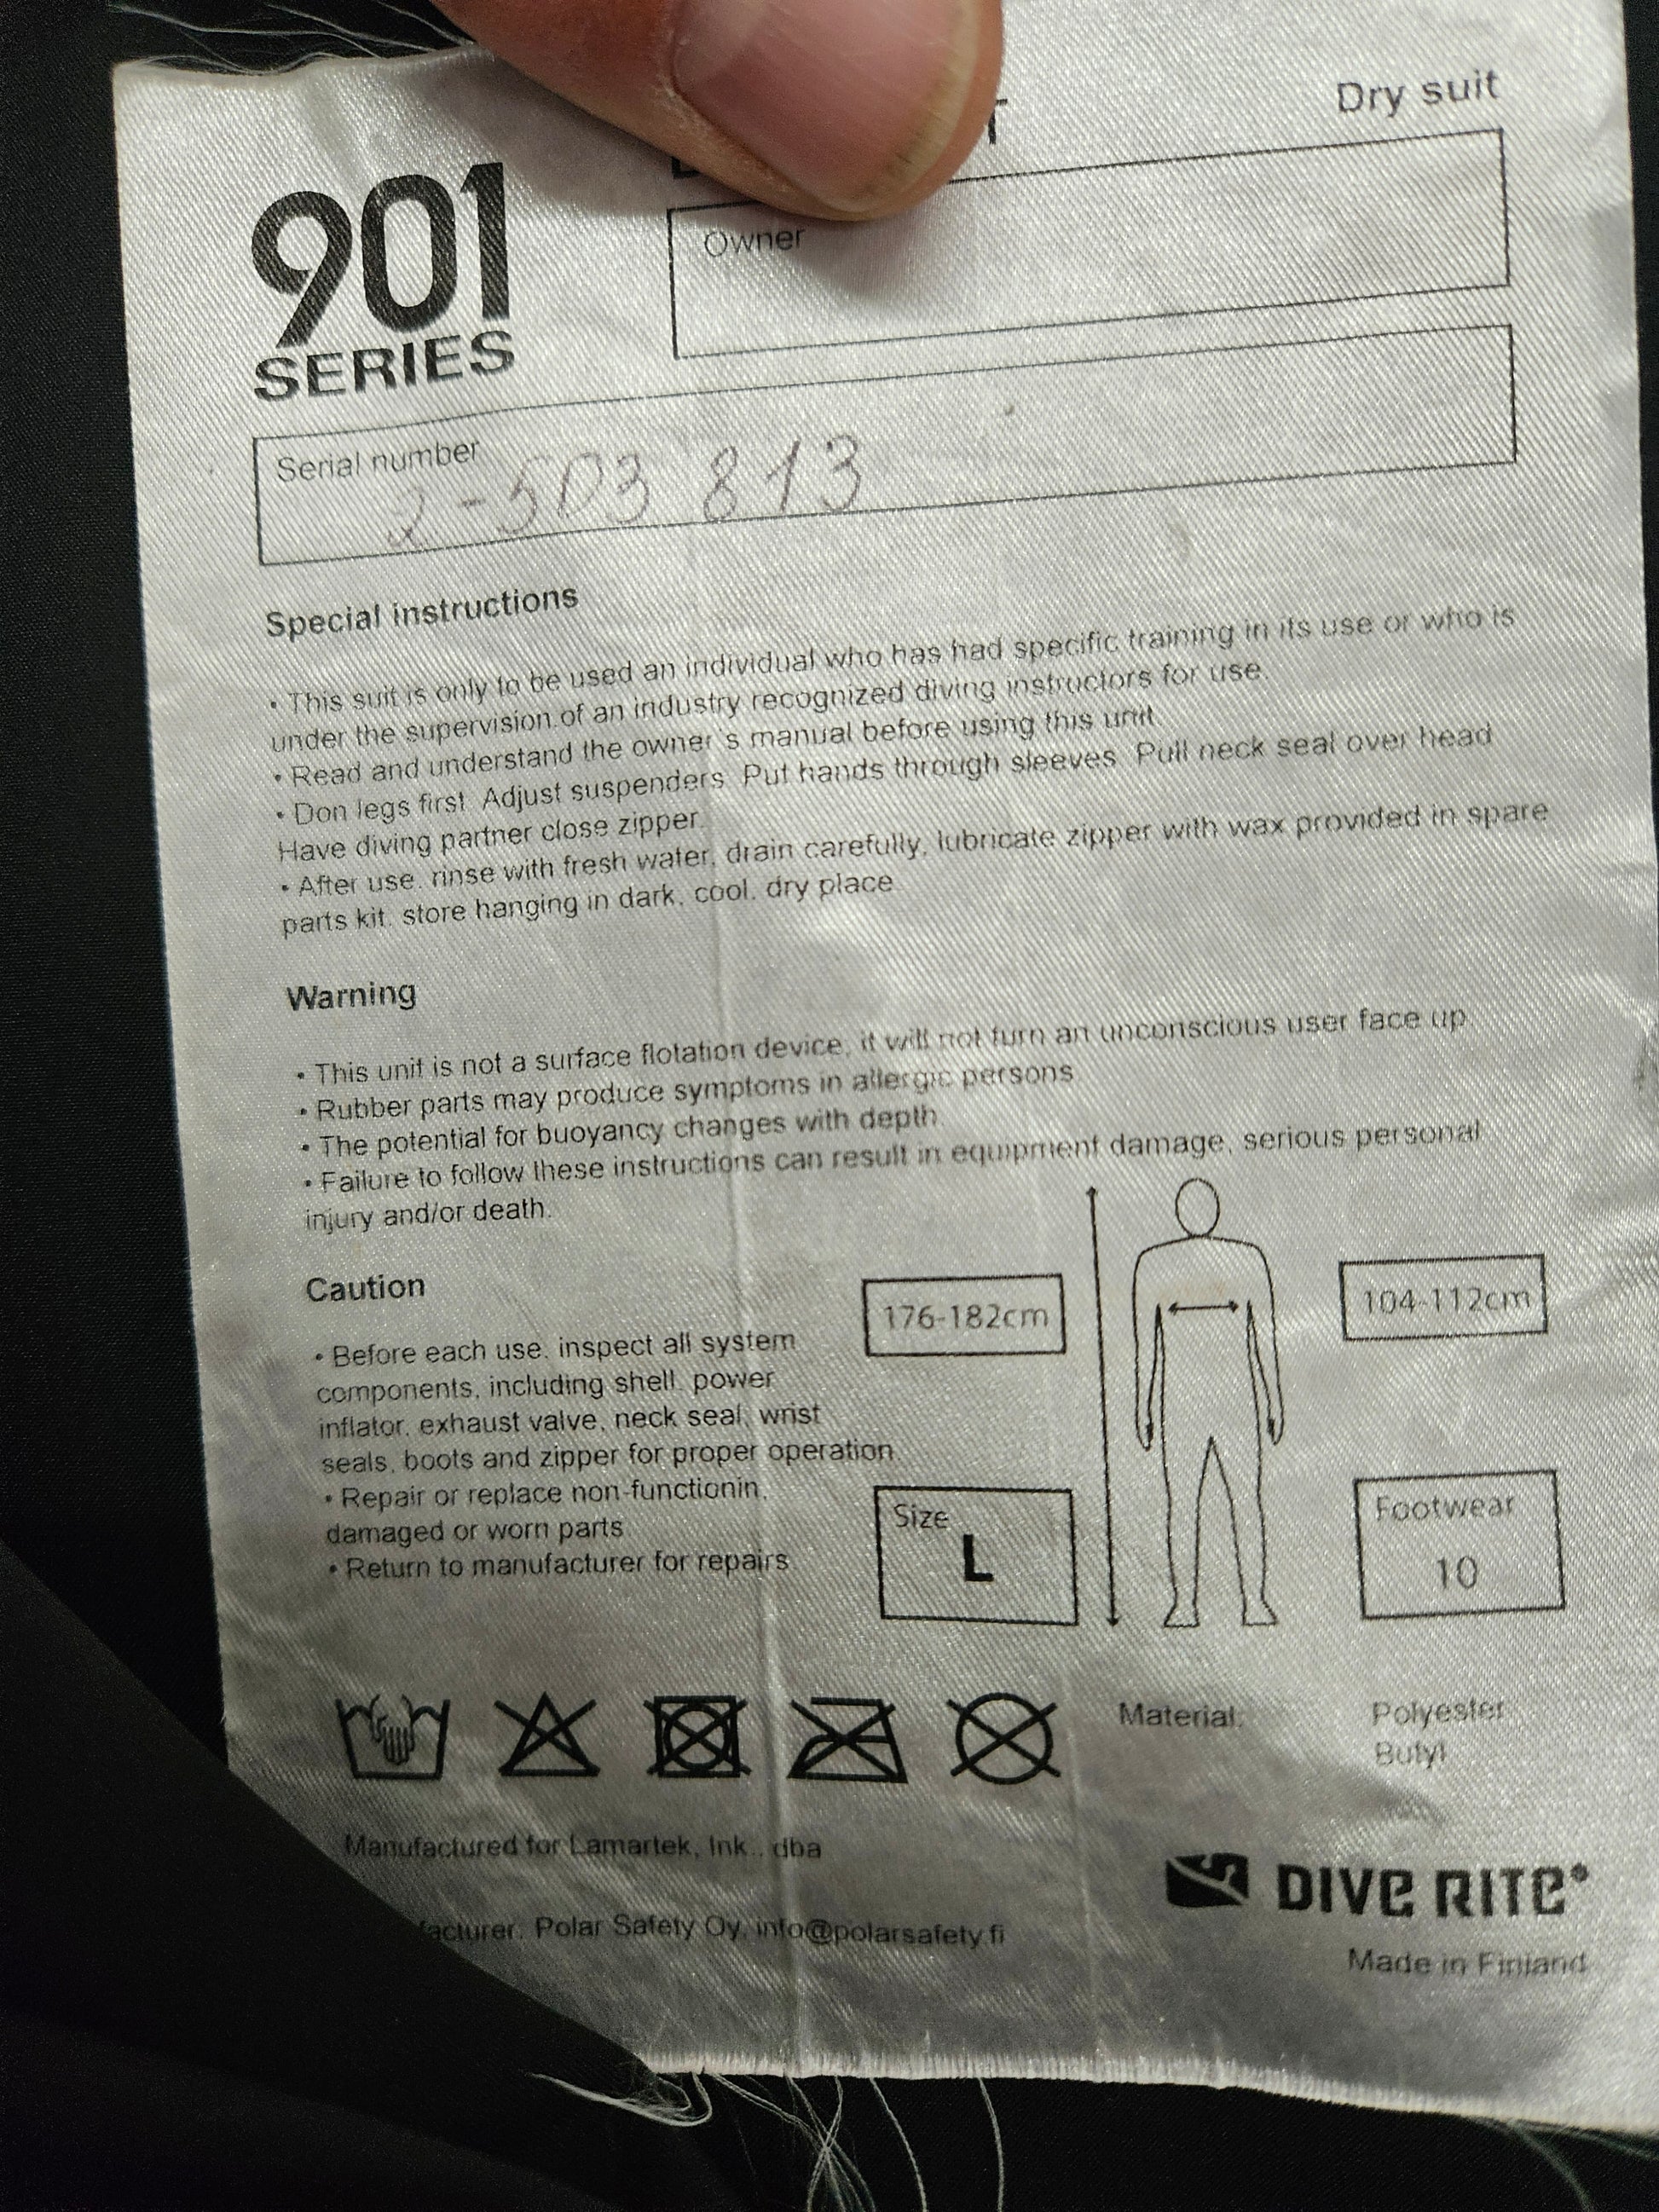 Dry suit
901
SERIES
Owner
Serial number
2-503 813
Special instructions
• This suit is only to be used an individual who has had specific training in its use or who is
under the supervision of an industry recognized diving instructors for use.
• Read and understand the owner's manual before using this unit.
• Don legs first. Adjust suspenders. Put hands through sleeves. Pull neck seal over head
Have diving partner close zipper.
• After use, rinse with fresh water, drain carefully, lubricate zipper with wax provided in spare
parts kit, store hanging in dark, cool, dry place.
Warning
• This unit is not a surface flotation device, it will not turn an unconscious user face up.
• Rubber parts may produce symptoms in allergic persons.
• The potential for buoyancy changes with depth.
• Failure to follow these instructions can result in equipment damage, serious personal
injury and/or death.
Caution
• Before each use, inspect all system
components, including shell, power
inflator, exhaust valve, neck seal, wrist
seals, boots and zipper for proper operation.
• Repair or replace non-functionin,
damaged or worn parts.
• Return to manufacturer for repairs
176-182cm
104-112cm
Size
L
Footwear
10
Material:
Polyester
Butyl
Manufactured for Lamartek, Ink., dba
DIVE RITE®
facturer: Polar Safety Oy, info@polarsafety.fi
Made in Finland